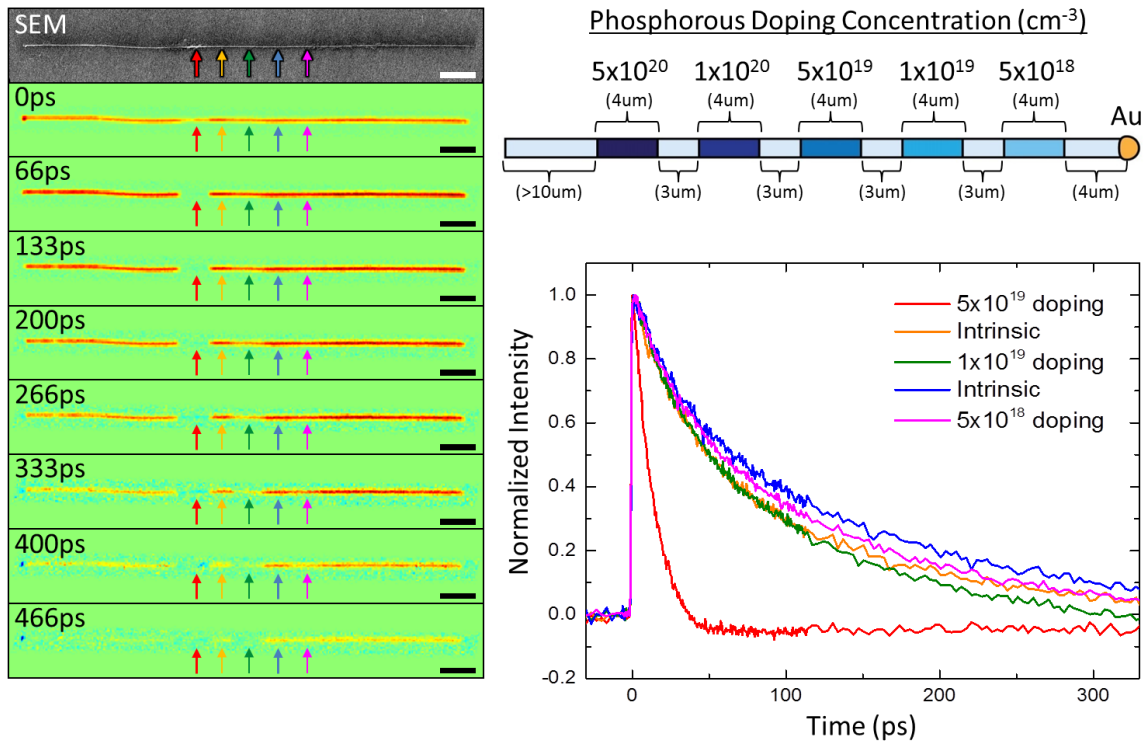 SEM
0ps
66ps
133ps
200ps
266ps
333ps
400ps
466ps
Phosphorous Doping Concentration (cm⁻³)
5x10²⁰ 1x10²⁰ 5x10¹⁹ 1x10¹⁹ 5x10¹⁸
(4um) (4um) (4um) (4um) (4um)
Au
(>10um) (3um) (3um) (3um) (3um) (4um)
Normalized Intensity
1.0
0.8
0.6
0.4
0.2
0.0
-0.2
5x10¹⁹ doping
Intrinsic
1x10¹⁹ doping
Intrinsic
5x10¹⁸ doping
0 100 200 300
Time (ps)